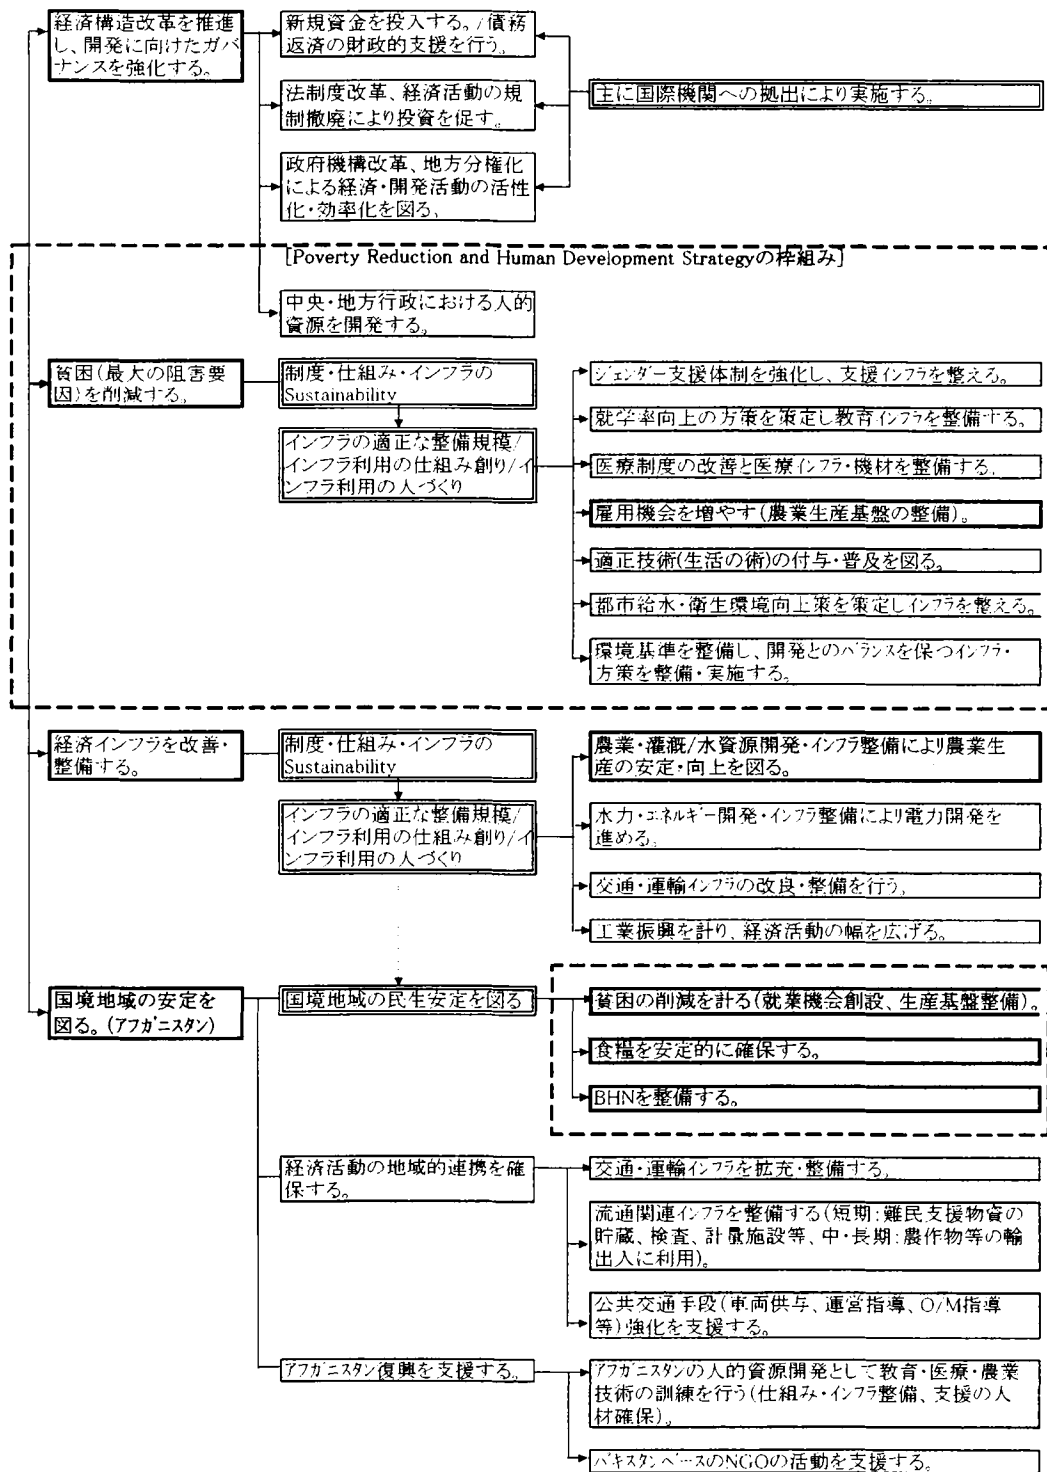 経済構造改革を推進
し、開発に向けたガバ
ナンスを強化する。
新規資金を投入する。/債務
返済の財政的支援を行う。
法制度改革、経済活動の規
制撤廃により投資を促す。
主に国際機関への拠出により実施する。
政府機構改革、地方分権化
による経済・開発活動の活性
化・効率化を図る。
[Poverty Reduction and Human Development Strategyの枠組み]
中央・地方行政における人的
資源を開発する。
貧困(最大の阻害要
因)を削減する。
制度・仕組み・インフラの
Sustainability
インフラの適正な整備規模/
インフラ利用の仕組み創り/イ
ンフラ利用の人づくり
ジェンダー支援体制を強化し、支援インフラを整える。
就学率向上の方策を策定し教育インフラを整備する。
医療制度の改善と医療インフラ・機材を整備する。
雇用機会を増やす(農業生産基盤の整備)。
適正技術(生活の術)の付与・普及を図る。
都市給水・衛生環境向上策を策定しインフラを整える。
環境基準を整備し、開発とのバランスを保つインフラ・
方策を整備・実施する。
経済インフラを改善・
整備する。
制度・仕組み・インフラの
Sustainability
インフラの適正な整備規模/
インフラ利用の仕組み創り/イ
ンフラ利用の人づくり
農業・灌漑/水資源開発・インフラ整備により農業生
産の安定・向上を図る。
水力・エネルギー開発・インフラ整備により電力開発を
進める。
交通・運輸インフラの改良・整備を行う。
工業振興を計り、経済活動の幅を広げる。
国境地域の安定を
図る。(アフガニスタン)
国境地域の民生安定を図る
貧困の削減を計る(就業機会創設、生産基盤整備)。
食糧を安定的に確保する。
BHNを整備する。
経済活動の地域的連携を確
保する。
交通・運輸インフラを拡充・整備する。
流通関連インフラを整備する(短期:難民支援物資の
貯蔵、検査、計量施設等、中・長期:農作物等の輸
出入に利用)。
公共交通手段(車両供与、運営指導、O/M指導
等)強化を支援する。
アフガニスタン復興を支援する。
アフガニスタンの人的資源開発として教育・医療・農業
技術の訓練を行う(仕組み・インフラ整備、支援の人
材確保)。
パキスタンベースのNGOの活動を支援する。